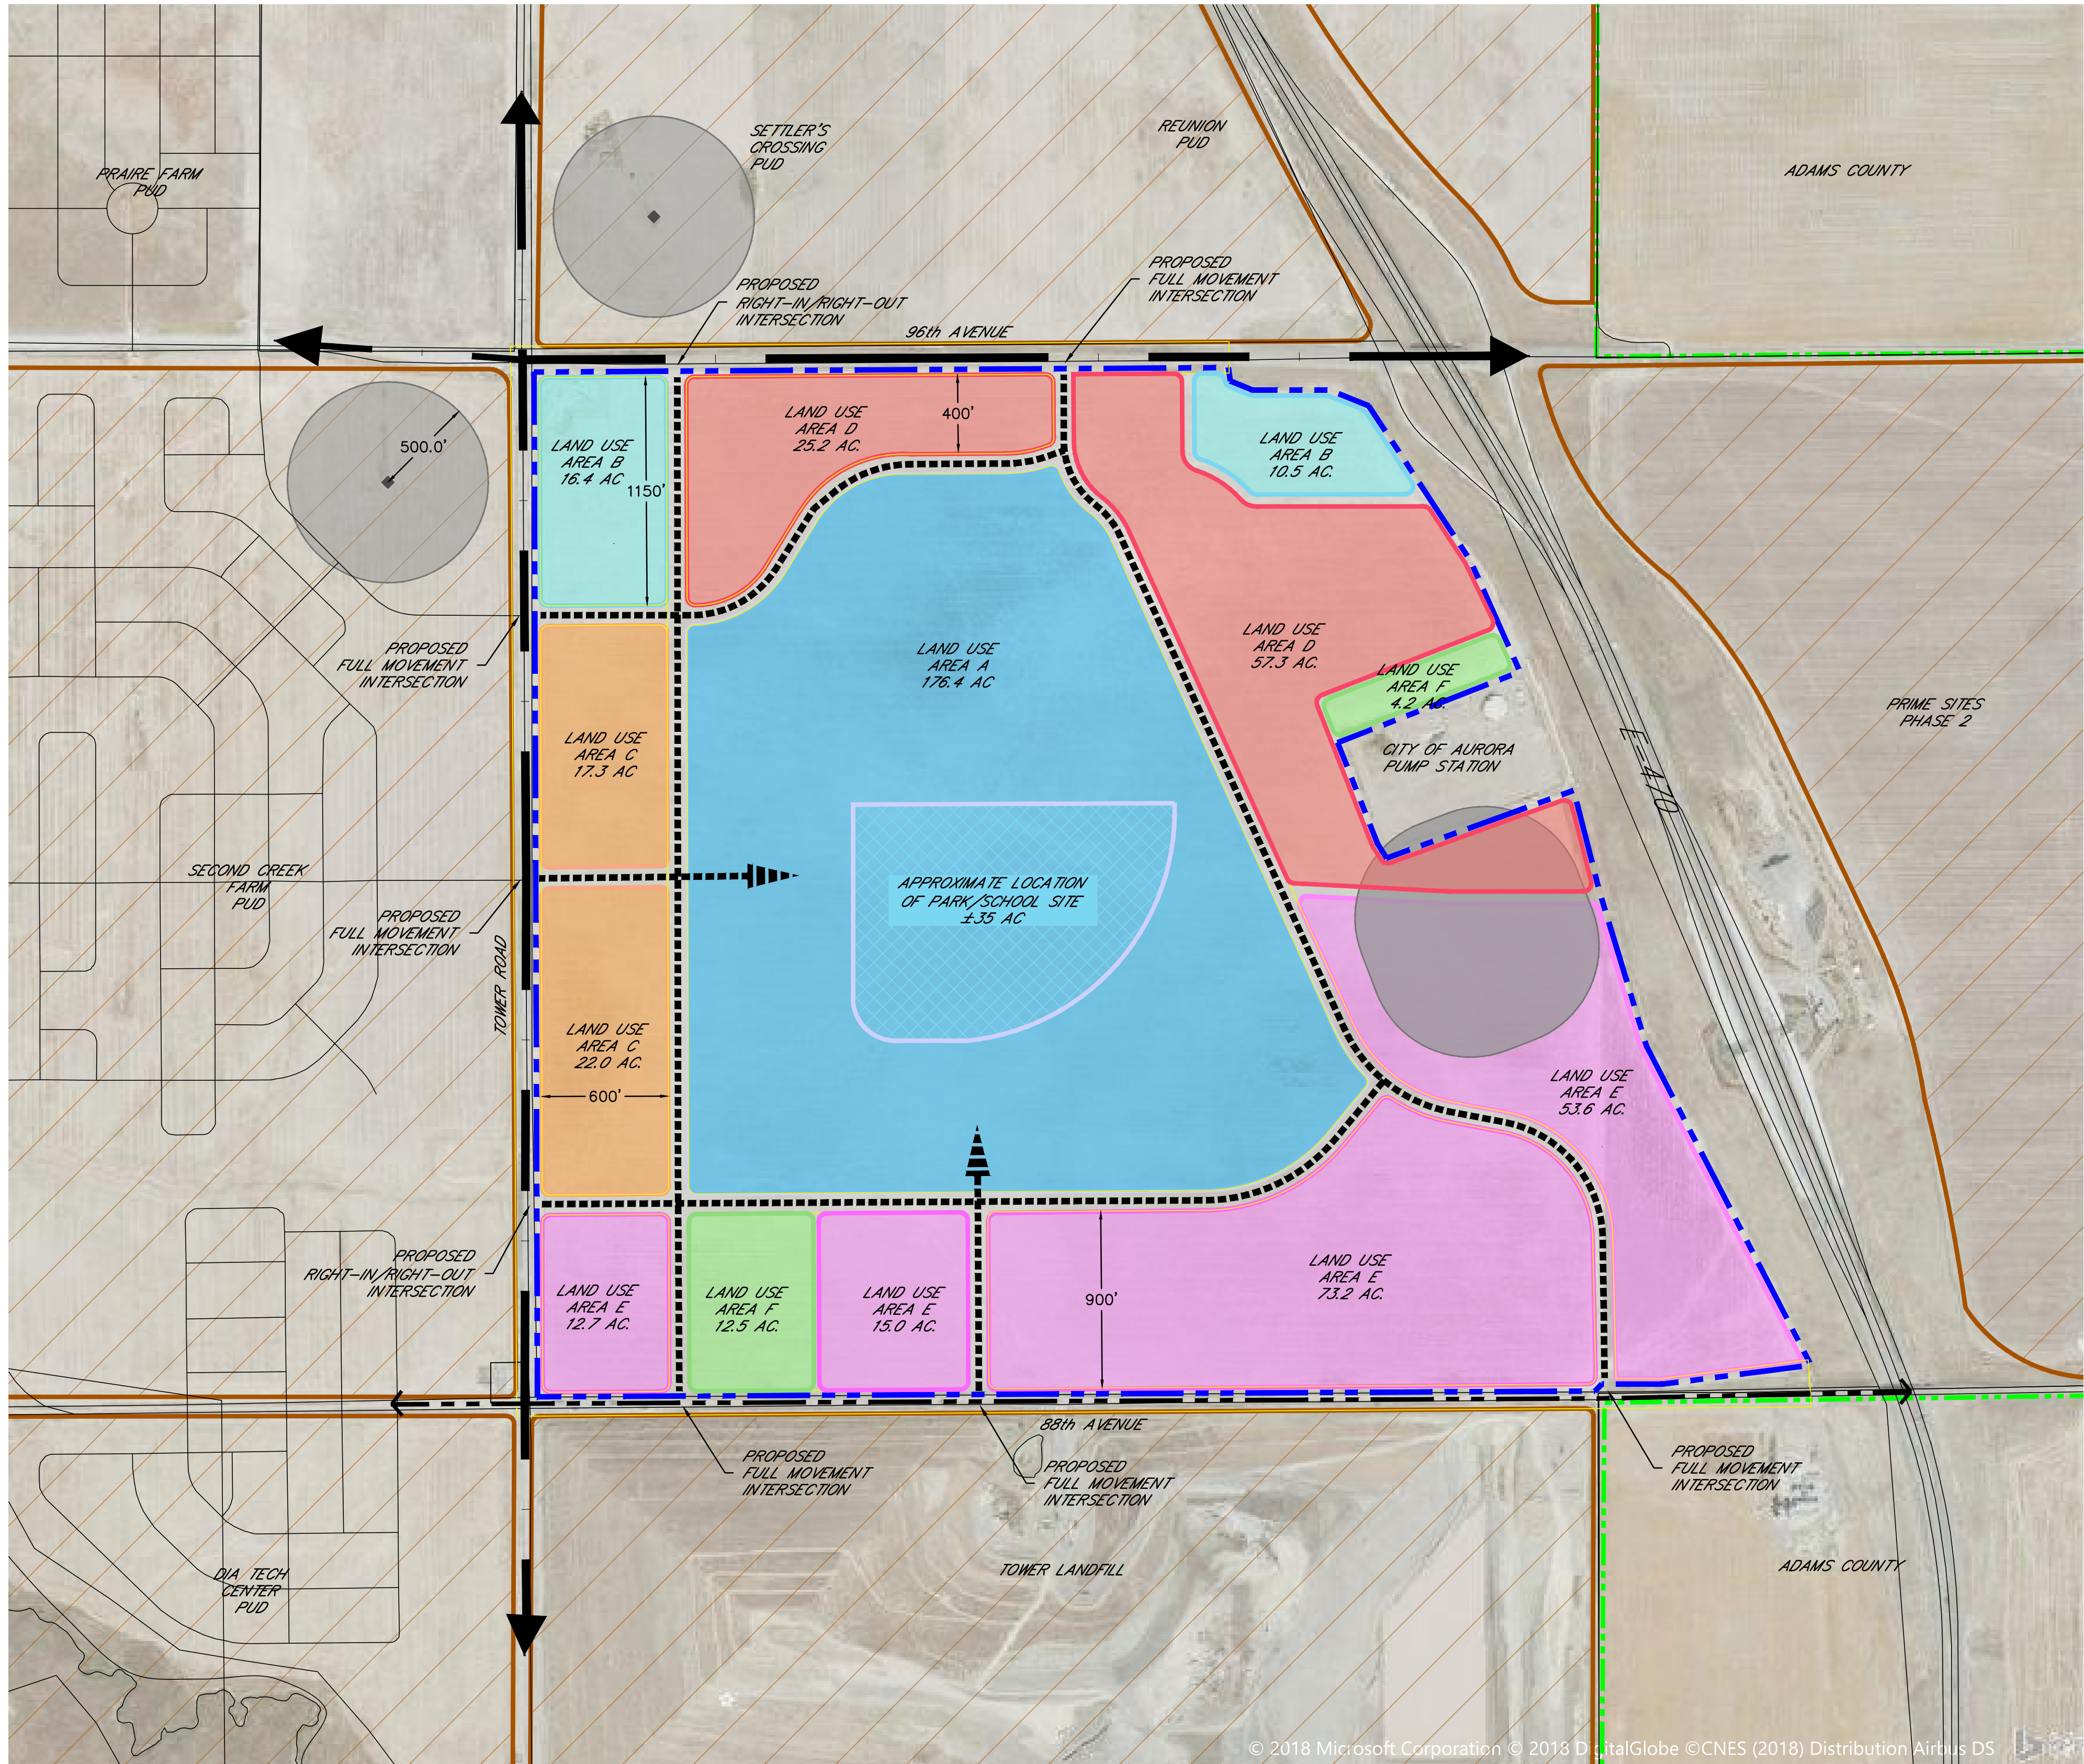 SETTLER'S
CROSSING
PUD
REUNION
PUD
ADAMS COUNTY
PRAIRE FARM
PUD
PROPOSED
RIGHT-IN/RIGHT-OUT
INTERSECTION
PROPOSED
FULL MOVEMENT
INTERSECTION
96th AVENUE
500.0'
LAND USE
AREA B
16.4 AC
1150'
LAND USE
AREA D
25.2 AC.
400'
LAND USE
AREA B
10.5 AC.
PROPOSED
FULL MOVEMENT
INTERSECTION
LAND USE
AREA A
176.4 AC
LAND USE
AREA D
57.3 AC.
LAND USE
AREA F
4.2 AC.
CITY OF AURORA
PUMP STATION
E-470
PRIME SITES
PHASE 2
LAND USE
AREA C
17.3 AC
SECOND CREEK
FARM
PUD
PROPOSED
FULL MOVEMENT
INTERSECTION
TOWER ROAD
APPROXIMATE LOCATION
OF PARK/SCHOOL SITE
±35 AC
LAND USE
AREA C
22.0 AC.
600'
LAND USE
AREA E
53.6 AC.
PROPOSED
RIGHT-IN/RIGHT-OUT
INTERSECTION
LAND USE
AREA E
12.7 AC.
LAND USE
AREA F
12.5 AC.
LAND USE
AREA E
15.0 AC.
900'
LAND USE
AREA E
73.2 AC.
88th AVENUE
PROPOSED
FULL MOVEMENT
INTERSECTION
PROPOSED
FULL MOVEMENT
INTERSECTION
PROPOSED
FULL MOVEMENT
INTERSECTION
DIA TECH
CENTER
PUD
TOWER LANDFILL
ADAMS COUNTY
© 2018 Microsoft Corporation © 2018 DigitalGlobe ©CNES (2018) Distribution Airbus DS